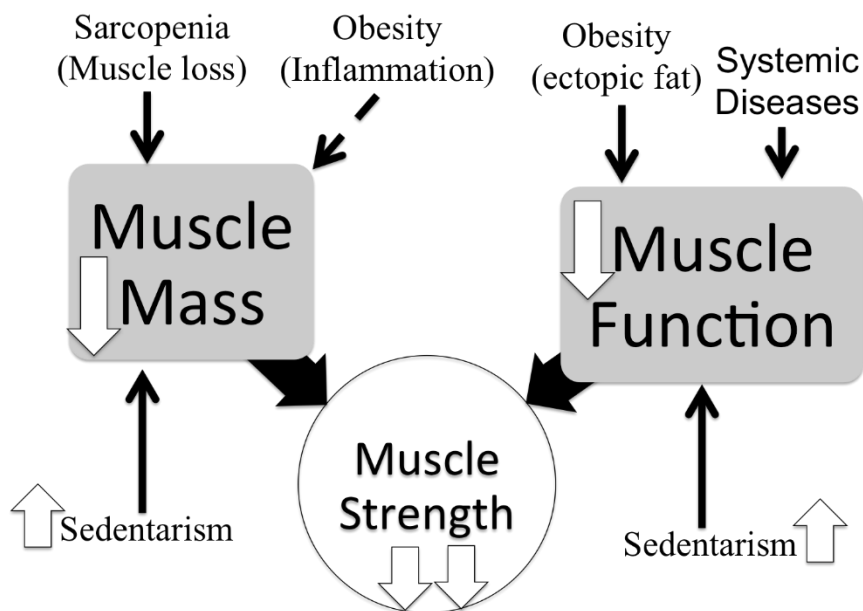 Sarcopenia
(Muscle loss)
Obesity
(Inflammation)
Obesity
(ectopic fat)
Systemic
Diseases
Muscle
Mass
Muscle
Function
Muscle
Strength
Sedentarism
Sedentarism